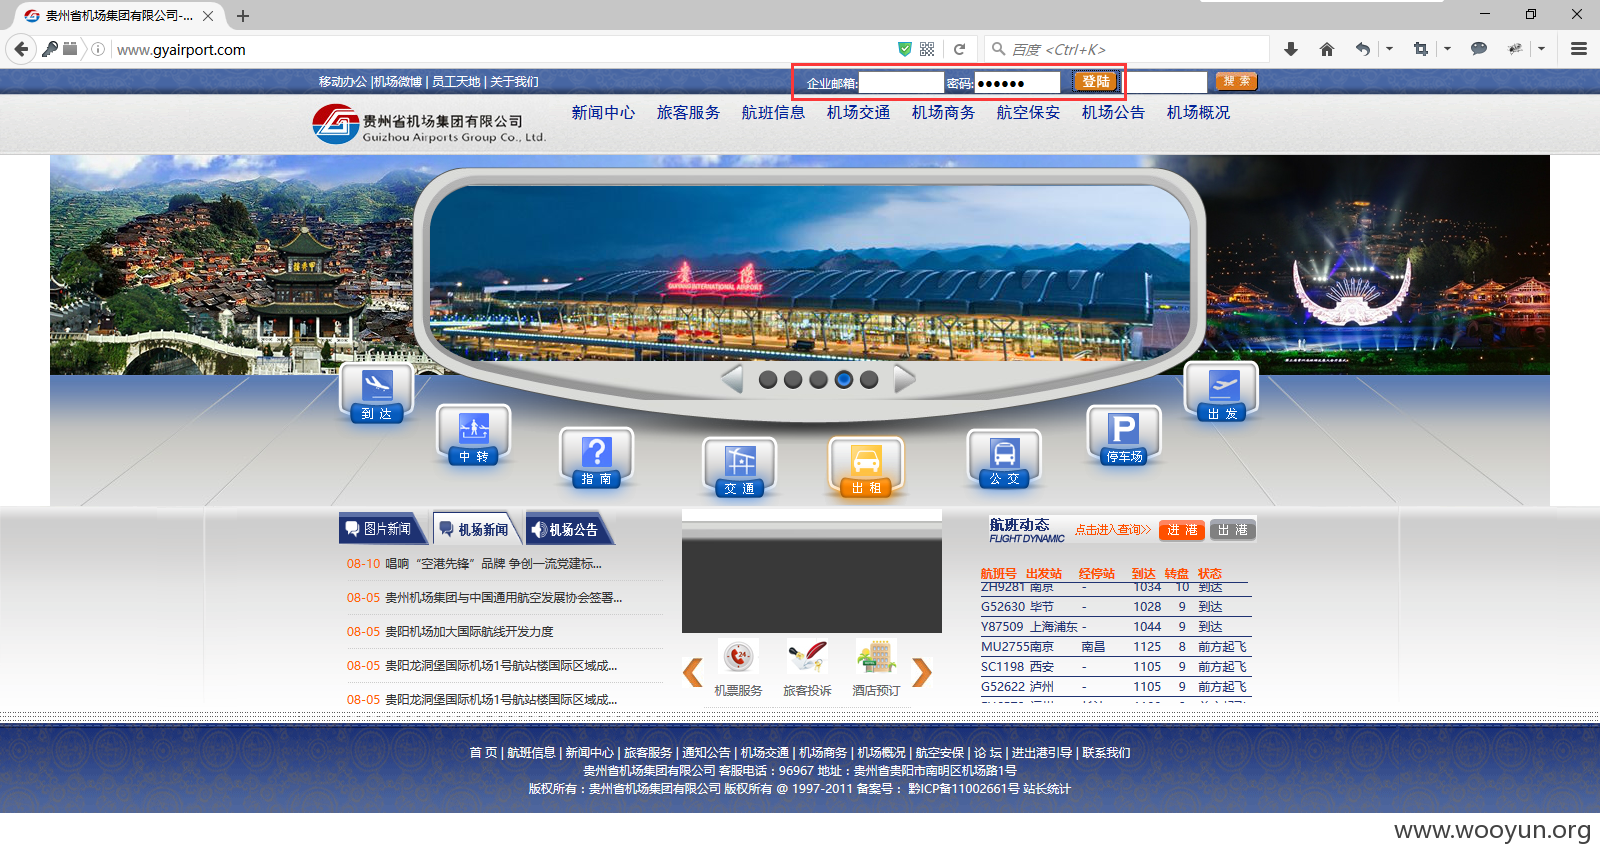 贵州省机场集团有限公司-...
www.gyairport.com
百度 <Ctrl+K>
移动办公 |机场微博 | 员工天地 | 关于我们
企业邮箱: 密码: ●●●●●● 登陆 搜 索
贵州省机场集团有限公司
Guizhou Airports Group Co., Ltd.
新闻中心 旅客服务 航班信息 机场交通 机场商务 航空保安 机场公告 机场概况
贵 阳
GUIYANG INTERNATIONAL AIRPORT
到 达
中 转
指 南
交 通
出 租
公 交
P
停车场
出 发
图片新闻 机场新闻 机场公告
08-10 唱响“空港先锋”品牌 争创一流党建标...
08-05 贵州机场集团与中国通用航空发展协会签署...
08-05 贵阳机场加大国际航线开发力度
08-05 贵阳龙洞堡国际机场1号航站楼国际区域成...
08-05 贵阳龙洞堡国际机场1号航站楼国际区域成...
24
机票服务 旅客投诉 酒店预订
航班动态 点击进入查询>> 进 港 出 港
FLIGHT DYNAMIC
航班号 出发站 经停站 到达 转盘 状态
ZH9281 南京 - 1034 10 到达
G52630 毕节 - 1028 9 到达
Y87509 上海浦东 - 1044 9 到达
MU2755南京 南昌 1125 8 前方起飞
SC1198 西安 - 1105 9 前方起飞
G52622 泸州 - 1105 9 前方起飞
首 页 | 航班信息 | 新闻中心 | 旅客服务 | 通知公告 | 机场交通 | 机场商务 | 机场概况 | 航空安保 | 论 坛 | 进出港引导 | 联系我们
贵州省机场集团有限公司 客服电话：96967 地址：贵州省贵阳市南明区机场路1号
版权所有：贵州省机场集团有限公司 版权所有 @ 1997-2011 备案号： 黔ICP备11002661号 站长统计
www.wooyun.org